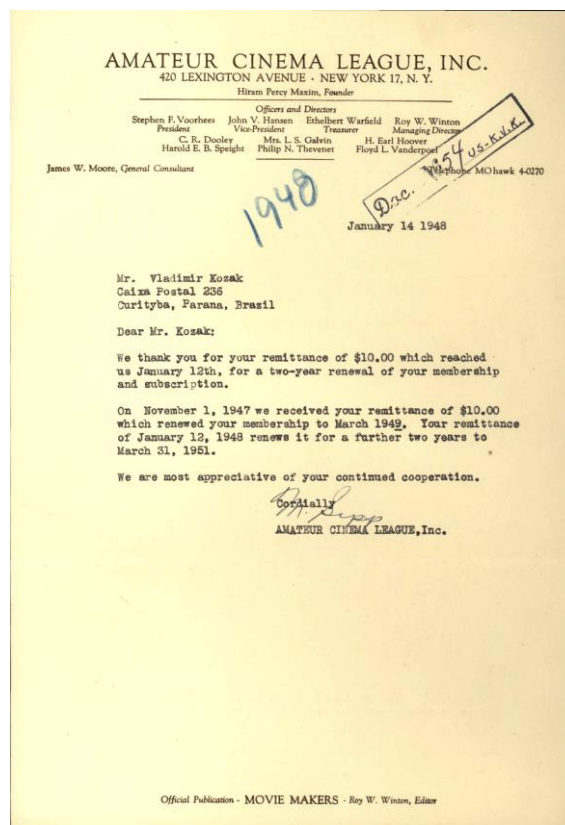 AMATEUR CINEMA LEAGUE, INC.
420 LEXINGTON AVENUE · NEW YORK 17, N. Y.
Hiram Percy Maxim, Founder
Officers and Directors
Stephen F. Voorhees John V. Hansen Ethelbert Warfield Roy W. Winton
President Vice-President Treasurer Managing Director
C. R. Dooley Mrs. L. S. Galvin H. Earl Hoover
Harold E. B. Speight Philip N. Thevenet Floyd L. Vanderpoel
James W. Moore, General Consultant Telephone MOhawk 4-0270
Doc. Nº54 US-K.V.K.
1948
January 14 1948
Mr. Vladimir Kozak
Caixa Postal 236
Curityba, Parana, Brazil
Dear Mr. Kozak:
We thank you for your remittance of $10.00 which reached
us January 12th, for a two-year renewal of your membership
and subscription.
On November 1, 1947 we received your remittance of $10.00
which renewed your membership to March 1949. Your remittance
of January 12, 1948 renews it for a further two years to
March 31, 1951.
We are most appreciative of your continued cooperation.
Cordially
M. Sipp
AMATEUR CINEMA LEAGUE,Inc.
Official Publication - MOVIE MAKERS - Roy W. Winton, Editor